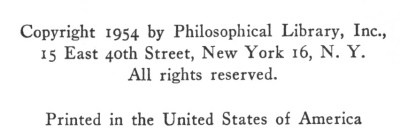 Copyright 1954 by Philosophical Library, Inc.,
15 East 40th Street, New York 16, N. Y.
All rights reserved.
Printed in the United States of America